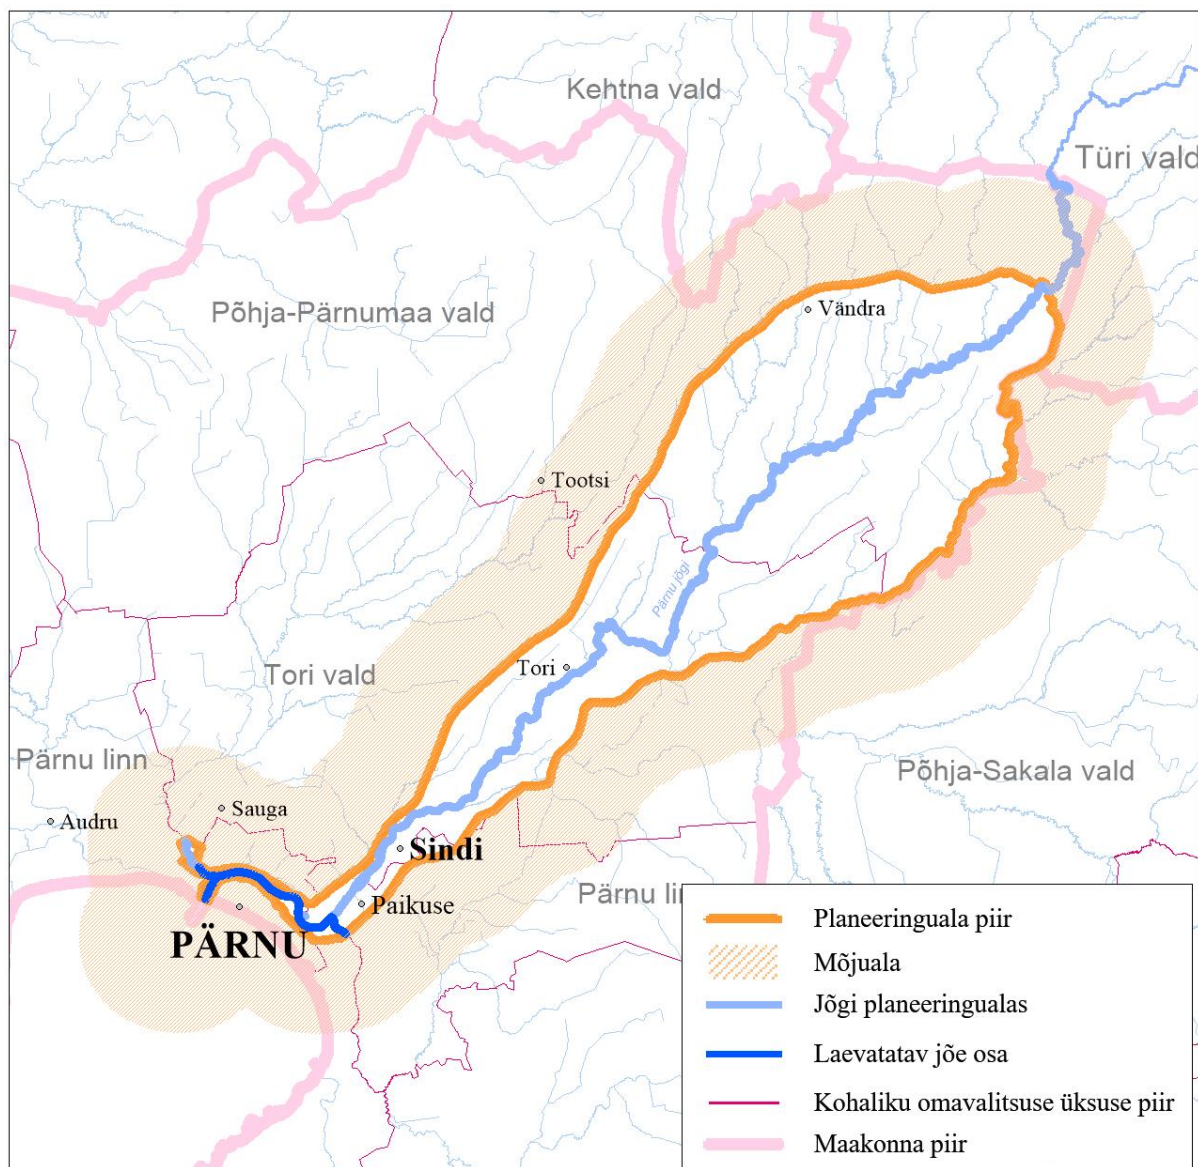 Kehtna vald
Türi vald
Põhja-Pärnumaa vald
Vändra
Tootsi
Pärnu jõgi
Tori
Tori vald
Pärnu linn
Põhja-Sakala vald
Sauga
Audru
Sindi
Pärnu lin
Paikuse
PÄRNU
Planeeringuala piir
Mõjuala
Jõgi planeeringualas
Laevatatav jõe osa
Kohaliku omavalitsuse üksuse piir
Maakonna piir